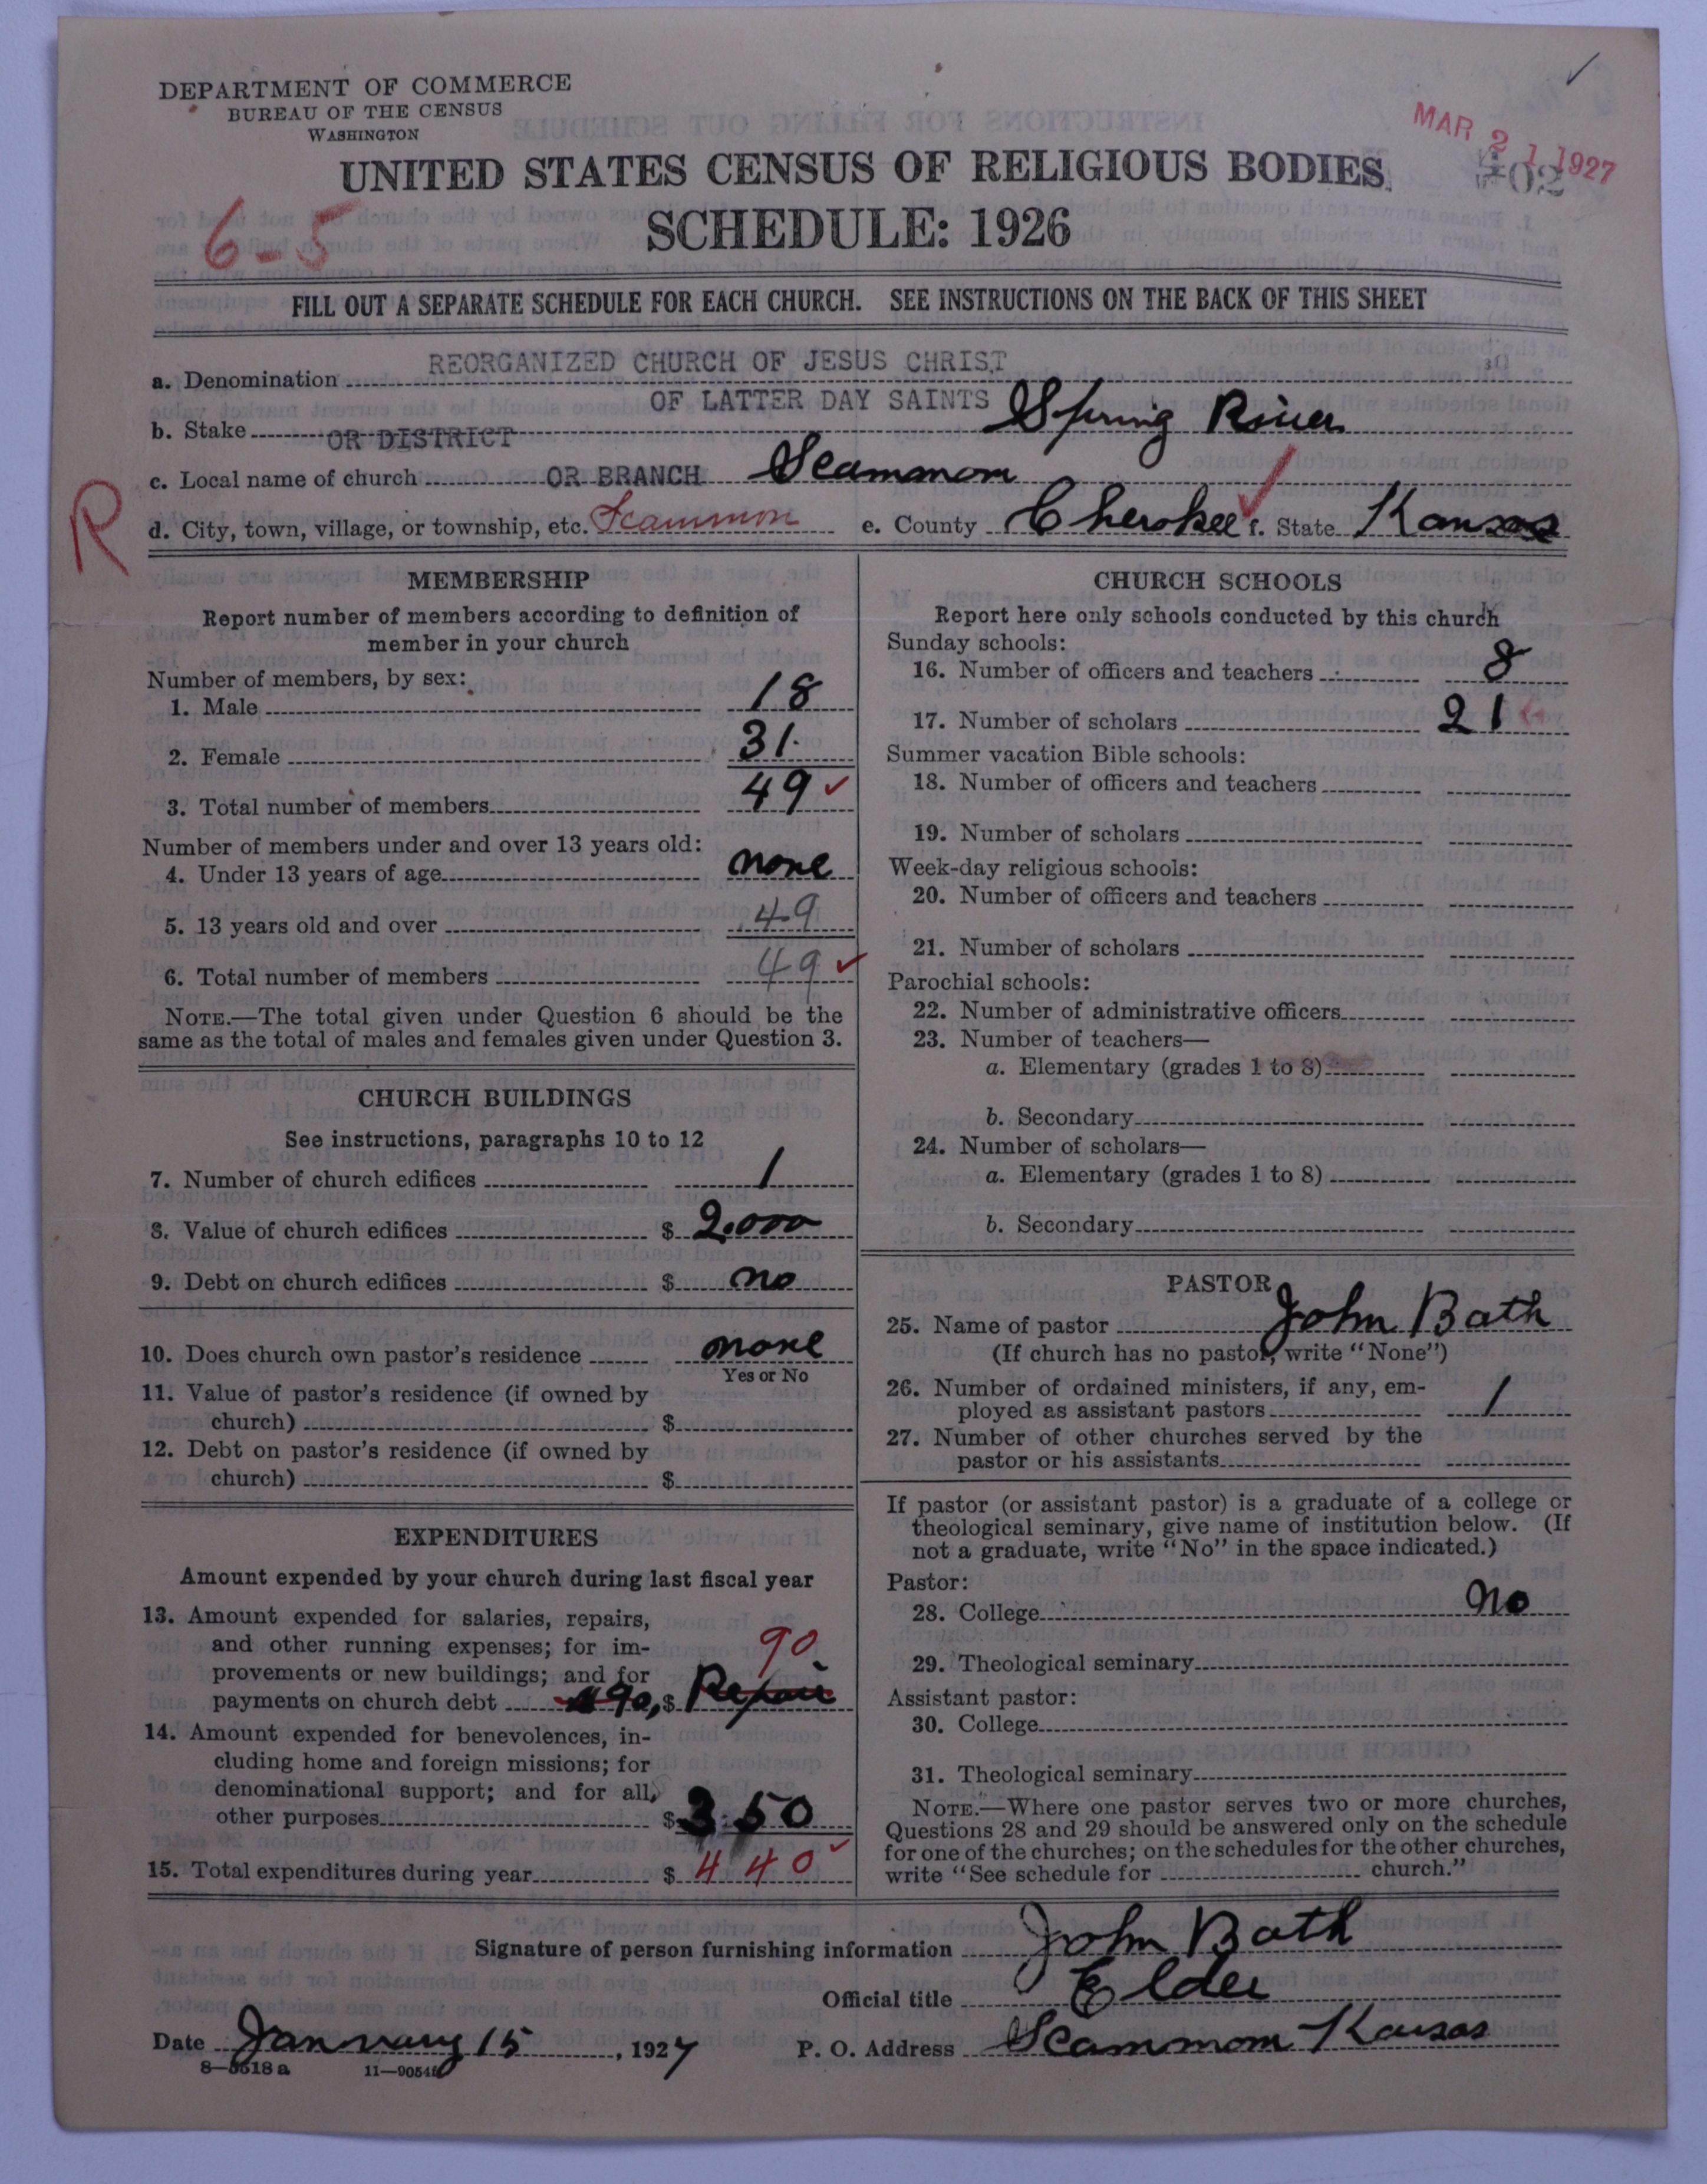 DEPARTMENT OF COMMERCE
BUREAU OF THE CENSUS
WASHINGTON
MAR 21 1927
UNITED STATES CENSUS OF RELIGIOUS BODIES
6-5
SCHEDULE: 1926
FILL OUT A SEPARATE SCHEDULE FOR EACH CHURCH. SEE INSTRUCTIONS ON THE BACK OF THIS SHEET
a. Denomination REORGANIZED CHURCH OF JESUS CHRIST
OF LATTER DAY SAINTS
b. Stake OR DISTRICT Spring River
c. Local name of church OR BRANCH Scammon
R
d. City, town, village, or township, etc. Scammon e. County Cherokee f. State Kansas
MEMBERSHIP
Report number of members according to definition of
member in your church
Number of members, by sex:
1. Male 18
2. Female 31
3. Total number of members 49 ✓
Number of members under and over 13 years old:
4. Under 13 years of age none
5. 13 years old and over 49
6. Total number of members 49 ✓
NOTE.—The total given under Question 6 should be the
same as the total of males and females given under Question 3.
CHURCH BUILDINGS
See instructions, paragraphs 10 to 12
7. Number of church edifices 1
8. Value of church edifices $ 2.000
9. Debt on church edifices $ no
10. Does church own pastor's residence none
Yes or No
11. Value of pastor's residence (if owned by
church) $
12. Debt on pastor's residence (if owned by
church) $
EXPENDITURES
Amount expended by your church during last fiscal year
13. Amount expended for salaries, repairs,
and other running expenses; for im-
provements or new buildings; and for 90
payments on church debt 90, $ Repair
14. Amount expended for benevolences, in-
cluding home and foreign missions; for
denominational support; and for all
other purposes $ 350
15. Total expenditures during year $ 440 ✓
CHURCH SCHOOLS
Report here only schools conducted by this church
Sunday schools:
16. Number of officers and teachers 8
17. Number of scholars 21
Summer vacation Bible schools:
18. Number of officers and teachers
19. Number of scholars
Week-day religious schools:
20. Number of officers and teachers
21. Number of scholars
Parochial schools:
22. Number of administrative officers
23. Number of teachers—
a. Elementary (grades 1 to 8)
b. Secondary
24. Number of scholars—
a. Elementary (grades 1 to 8)
b. Secondary
PASTOR
25. Name of pastor John Bath
(If church has no pastor, write "None")
26. Number of ordained ministers, if any, em-
ployed as assistant pastors 1
27. Number of other churches served by the
pastor or his assistants
If pastor (or assistant pastor) is a graduate of a college or
theological seminary, give name of institution below. (If
not a graduate, write "No" in the space indicated.)
Pastor:
28. College no
29. Theological seminary
Assistant pastor:
30. College
31. Theological seminary
NOTE.—Where one pastor serves two or more churches,
Questions 28 and 29 should be answered only on the schedule
for one of the churches; on the schedules for the other churches,
write "See schedule for church."
Signature of person furnishing information John Bath
Official title Elder
Date January 15, 1927 P. O. Address Scammon Kansas
8—5518 a